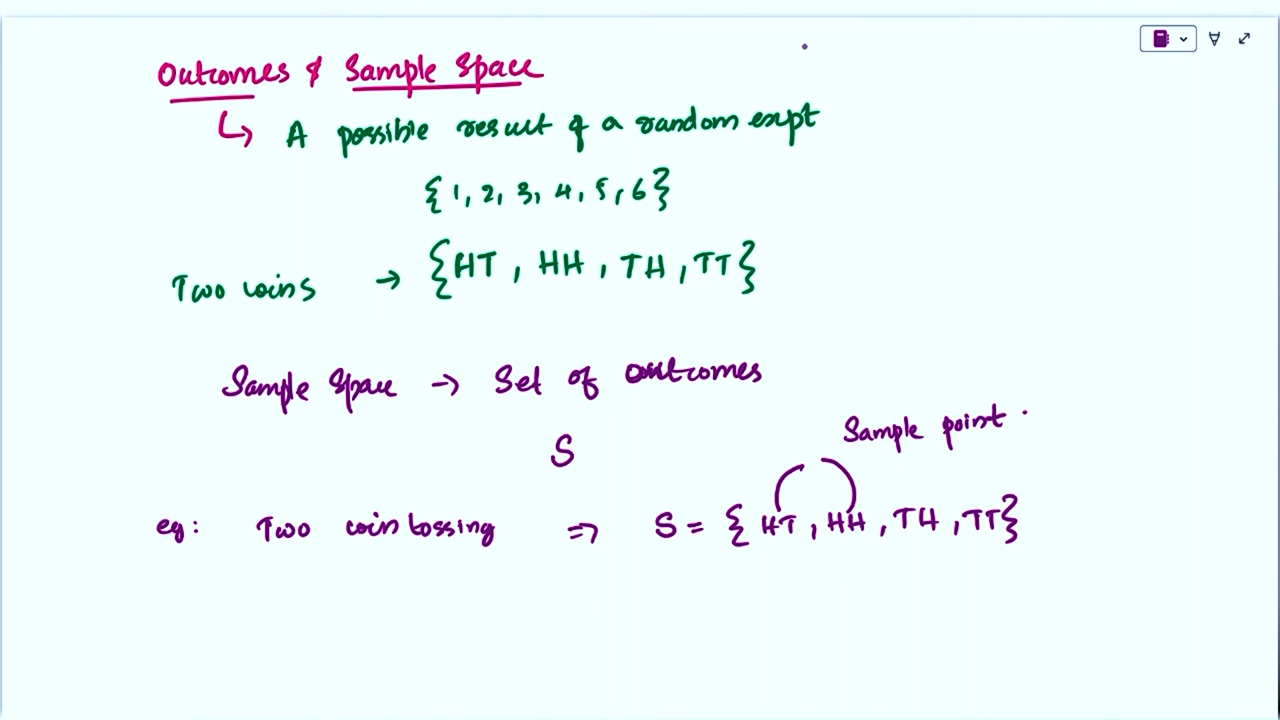 Outcomes & Sample Space
↳ A possible result of a random expt
{1, 2, 3, 4, 5, 6}
Two coins → {HT, HH, TH, TT}
Sample Space → Set of outcomes
S
Sample point.
eg: Two coin tossing ⇒ S = {HT, HH, TH, TT}